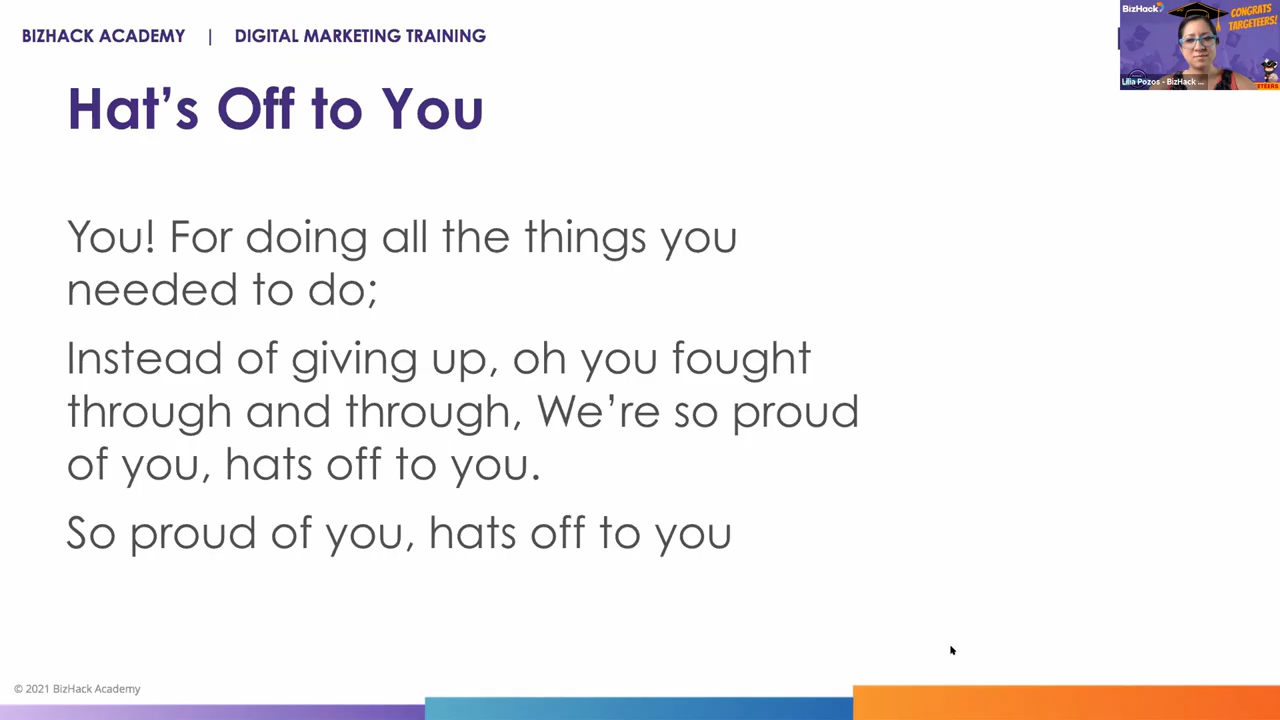 BIZHACK ACADEMY | DIGITAL MARKETING TRAINING
BizHack
CONGRATS
TARGETEERS!
Lilia Pozos - BizHack ...
TEERS
Hat’s Off to You
You! For doing all the things you
needed to do;
Instead of giving up, oh you fought
through and through, We’re so proud
of you, hats off to you.
So proud of you, hats off to you
© 2021 BizHack Academy